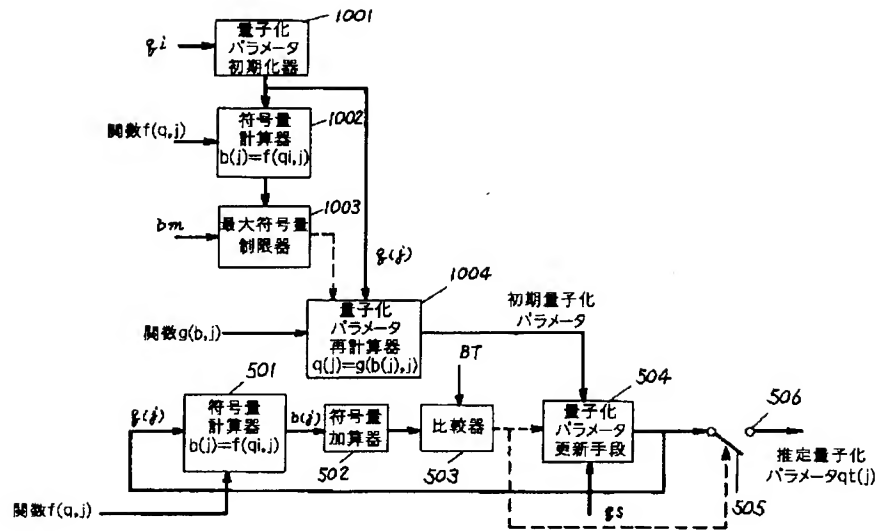 1001
量子化
パラメータ
初期化器
qi
1002
符号量
計算器
b(j)=f(qi,j)
関数f(q,j)
1003
最大符号量
制限器
bm
q(j)
1004
量子化
パラメータ
再計算器
q(j)=g(b(j),j)
初期量子化
パラメータ
関数g(b,j)
BT
501
符号量
計算器
b(j)=f(qi,j)
q(j)
b(j)
符号量
加算器
502
比較器
503
504
量子化
パラメータ
更新手段
506
推定量子化
パラメータqt(j)
505
qs
関数f(q,j)